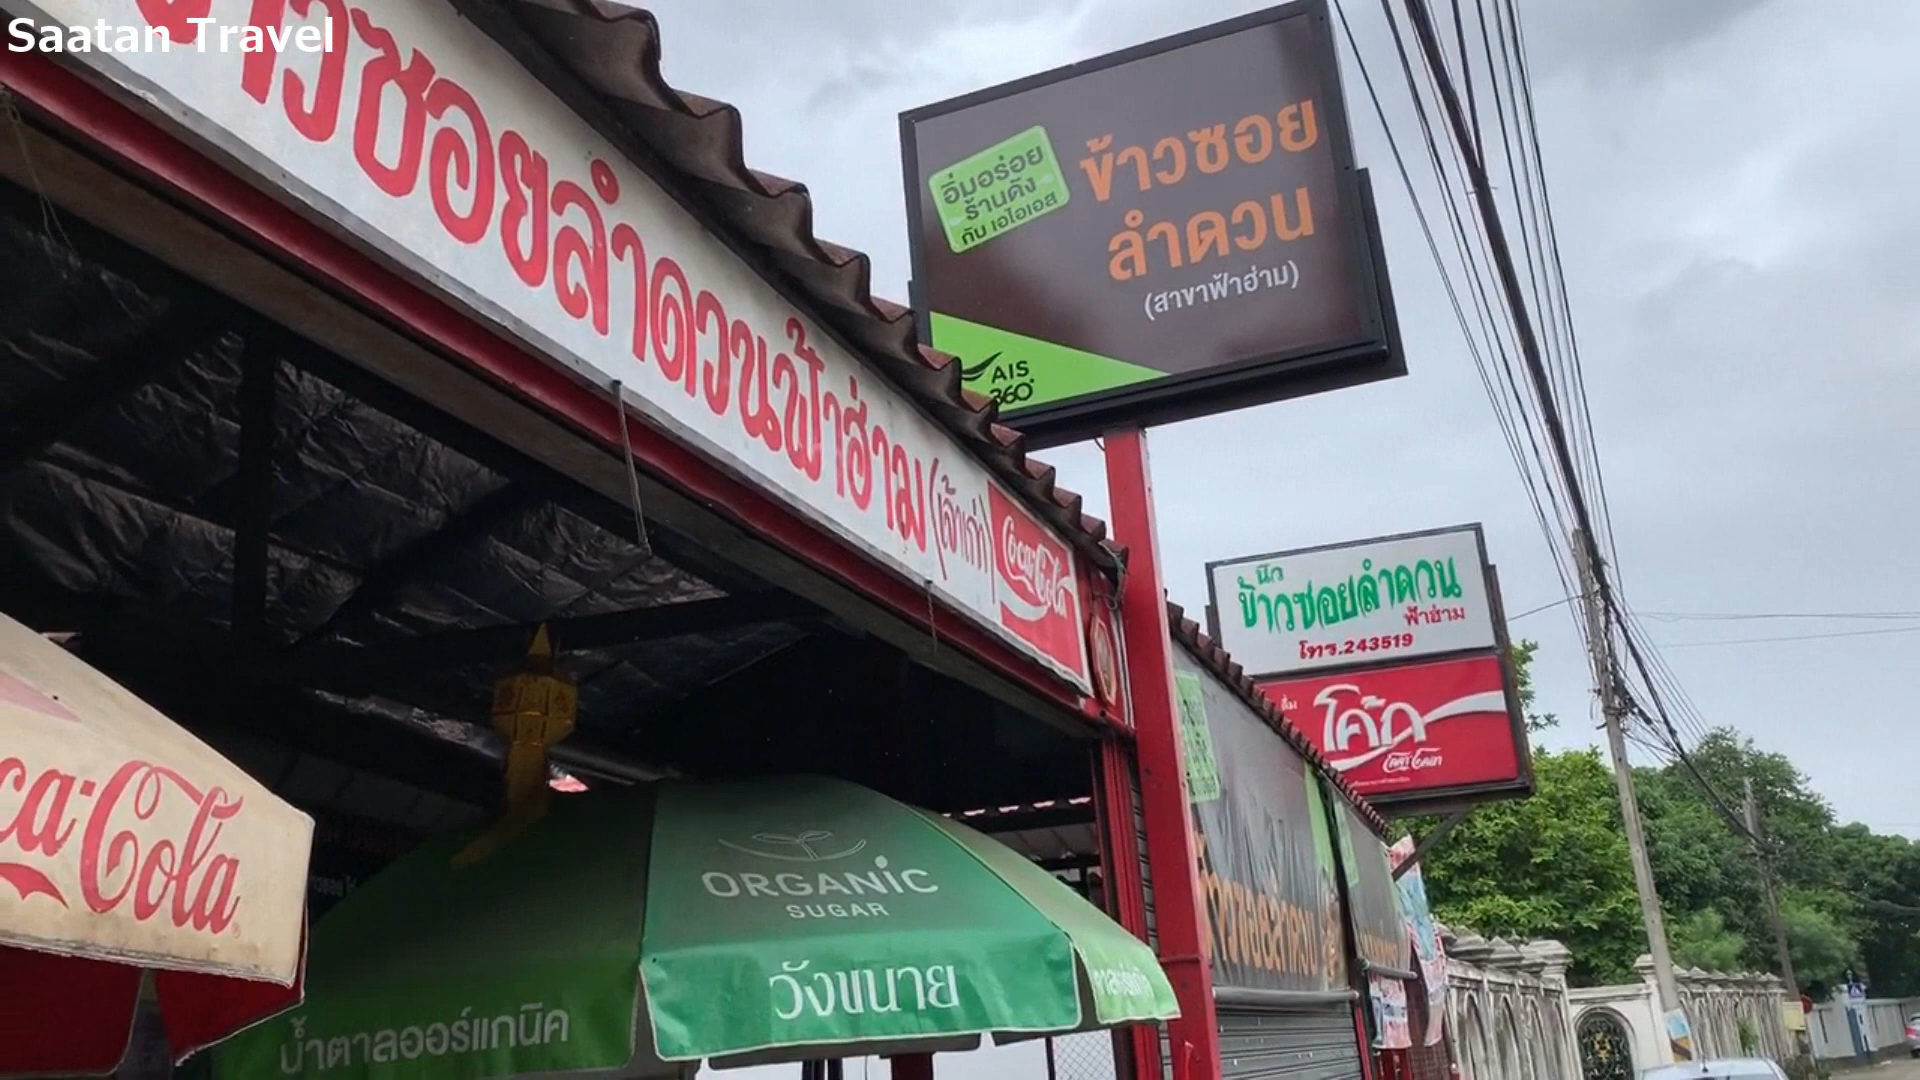 Saatan Travel
ข้าวซอยลำดวนฟ้าฮ่าม (เจ้าเก่า)
Coca-Cola
อิ่มอร่อย
ร้านดัง
กับ เอไอเอส
ข้าวซอย
ลำดวน
(สาขาฟ้าฮ่าม)
AIS
360°
นิว
ข้าวซอยลำดวน
ฟ้าฮ่าม
โทร.243519
ดื่ม
โค้ก
ORGANIC
SUGAR
วังขนาย
น้ำตาลออร์แกนิค
ca-Cola